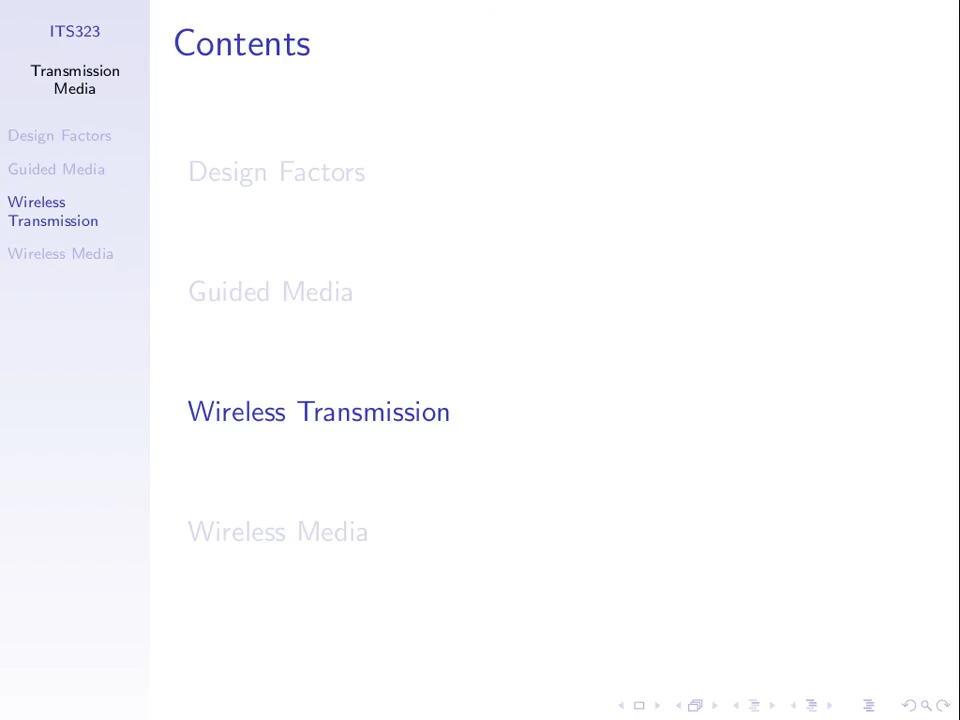 ITS323
Transmission
Media
Design Factors
Guided Media
Wireless
Transmission
Wireless Media
Contents
Design Factors
Guided Media
Wireless Transmission
Wireless Media